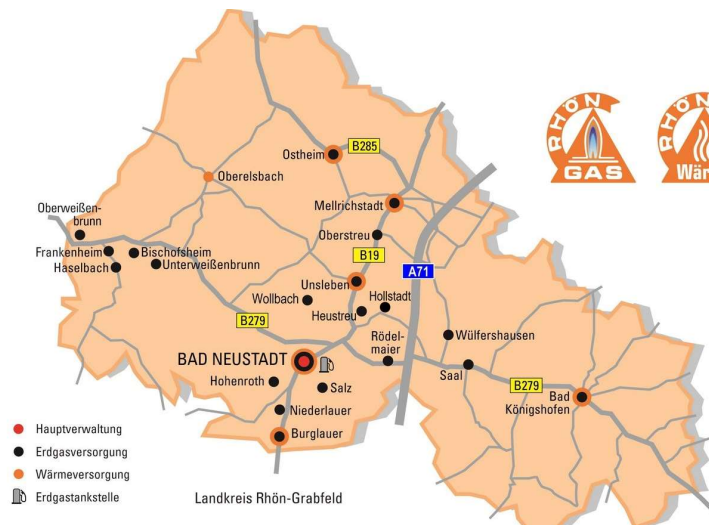 RHÖN
GAS
RHÖN
Wär
Ostheim
B285
Oberelsbach
Mellrichstadt
Oberweißen-
brunn
Oberstreu
Frankenheim
Bischofsheim
B19
Haselbach
Unterweißenbrunn
A71
Unsleben
Wollbach
Hollstadt
Heustreu
B279
Wülfershausen
Rödel-
maier
BAD NEUSTADT
Saal
Hohenroth
Salz
B279
Bad
Königshofen
Niederlauer
Burglauer
Hauptverwaltung
Erdgasversorgung
Wärmeversorgung
Erdgastankstelle
Landkreis Rhön-Grabfeld